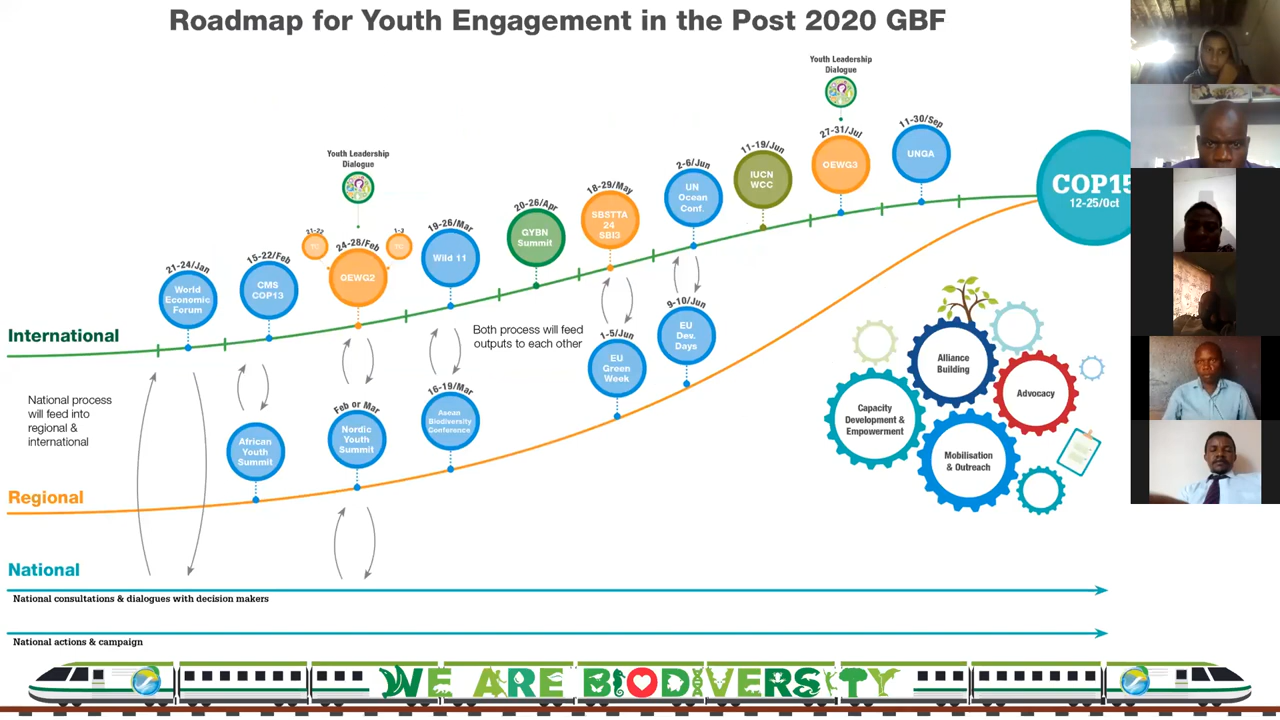 Roadmap for Youth Engagement in the Post 2020 GBF
Youth Leadership
Dialogue
27-31/Jul
OEWG3
11-30/Sep
UNGA
11-19/Jun
IUCN
WCC
2-6/Jun
UN
Ocean
Conf.
18-29/May
SBSTTA
24
SBI3
20-26/Apr
GYBN
Summit
19-26/Mar
Wild 11
Youth Leadership
Dialogue
21-22
TC
24-28/Feb
OEWG2
1-3
TC
15-22/Feb
CMS
COP13
21-24/Jan
World
Economic
Forum
COP15
12-25/Oct
International
Both process will feed
outputs to each other
National process
will feed into
regional &
international
African
Youth
Summit
Feb or Mar
Nordic
Youth
Summit
16-19/Mar
Asean
Biodiversity
Conference
1-5/Jun
EU
Green
Week
9-10/Jun
EU
Dev.
Days
Alliance
Building
Advocacy
Capacity
Development &
Empowerment
Mobilisation
& Outreach
Regional
National
National consultations & dialogues with decision makers
National actions & campaign
WE ARE BIODIVERSITY